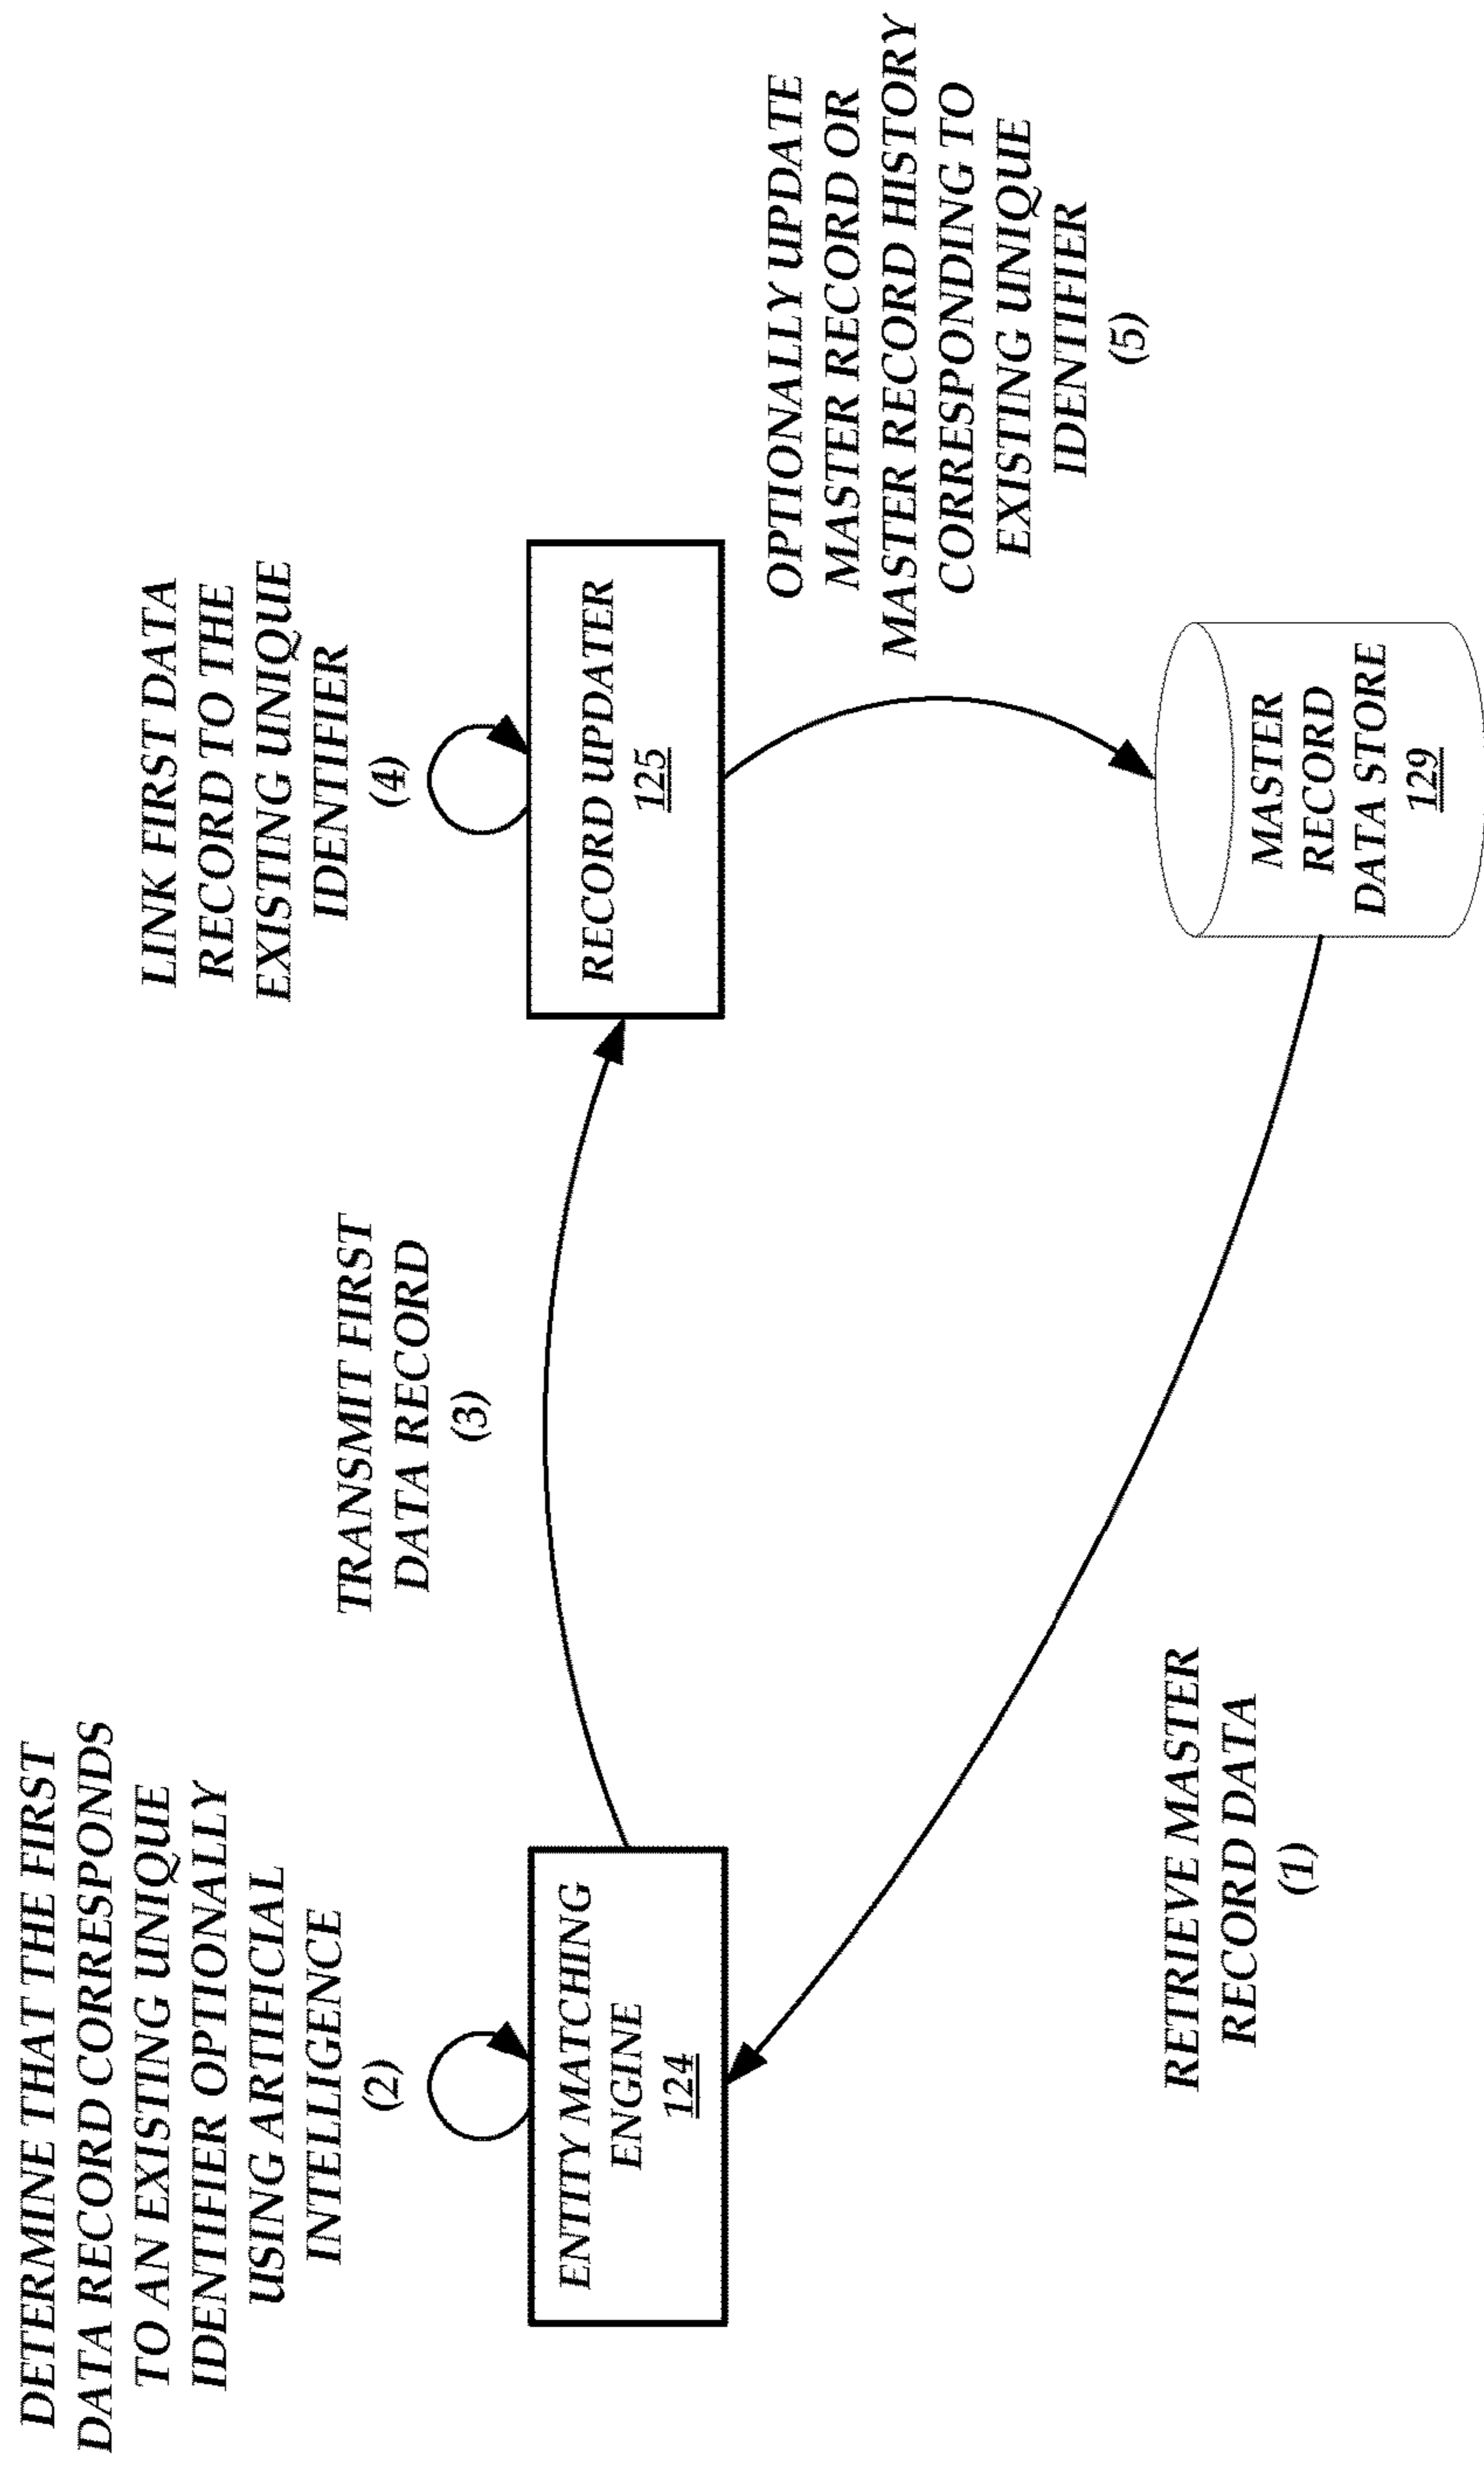 DETERMINE THAT THE FIRST
DATA RECORD CORRESPONDS
TO AN EXISTING UNIQUE
IDENTIFIER OPTIONALLY
USING ARTIFICIAL
INTELLIGENCE
(2)
ENTITY MATCHING
ENGINE
124
TRANSMIT FIRST
DATA RECORD
(3)
LINK FIRST DATA
RECORD TO THE
EXISTING UNIQUE
IDENTIFIER
(4)
RECORD UPDATER
125
OPTIONALLY UPDATE
MASTER RECORD OR
MASTER RECORD HISTORY
CORRESPONDING TO
EXISTING UNIQUE
IDENTIFIER
(5)
RETRIEVE MASTER
RECORD DATA
(1)
MASTER
RECORD
DATA STORE
129